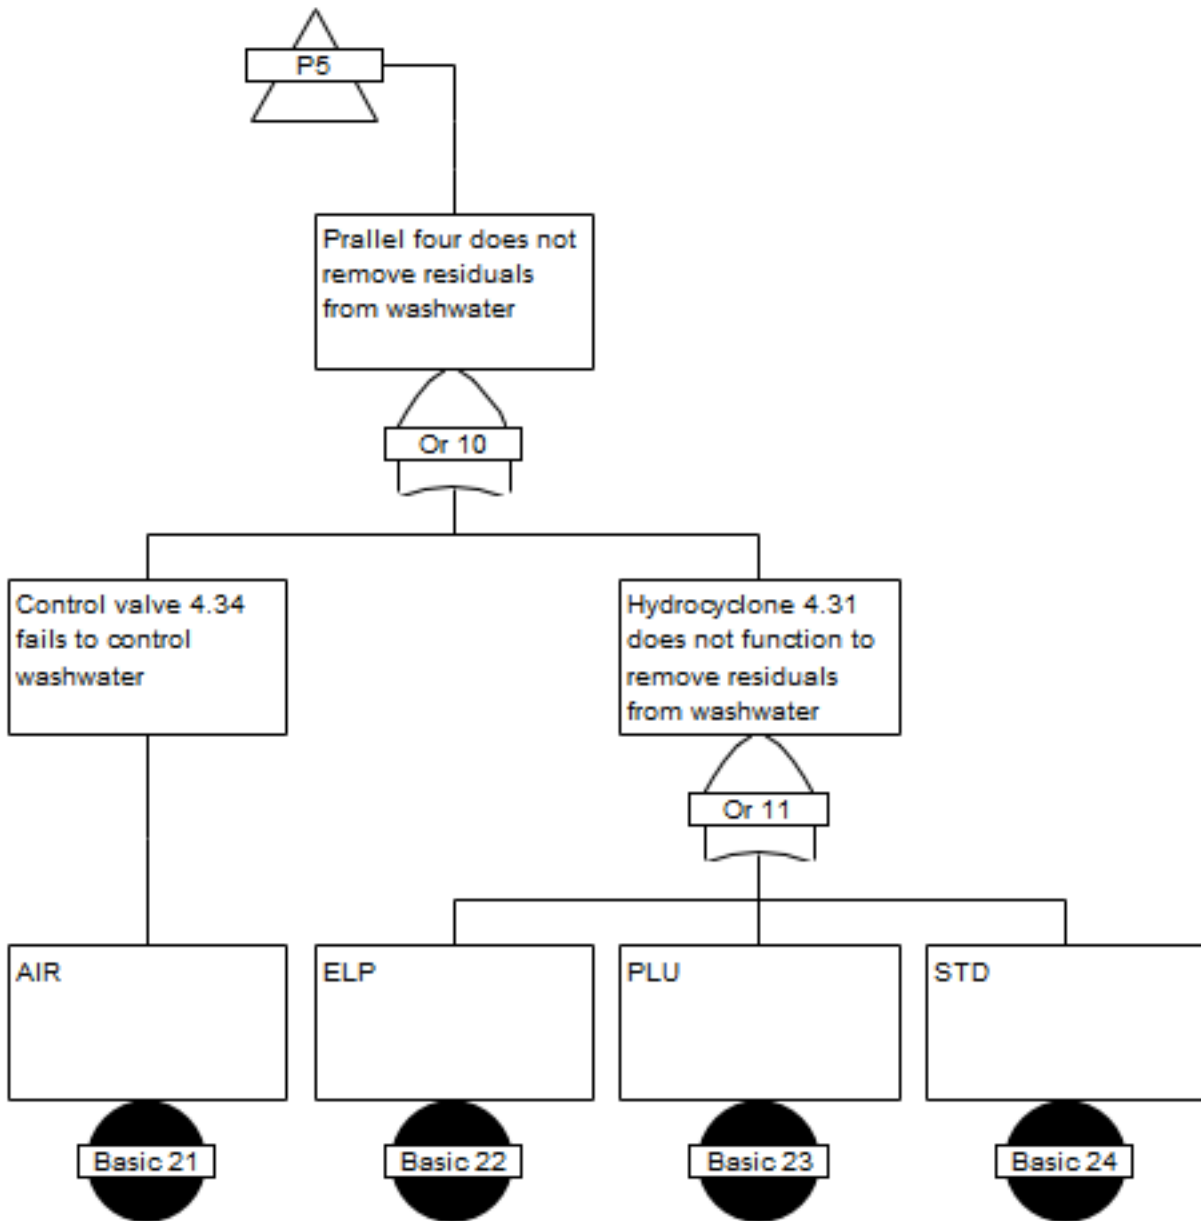 P5
Prallel four does not
remove residuals
from washwater
Or 10
Control valve 4.34
fails to control
washwater
Hydrocyclone 4.31
does not function to
remove residuals
from washwater
Or 11
AIR
ELP
PLU
STD
Basic 21
Basic 22
Basic 23
Basic 24